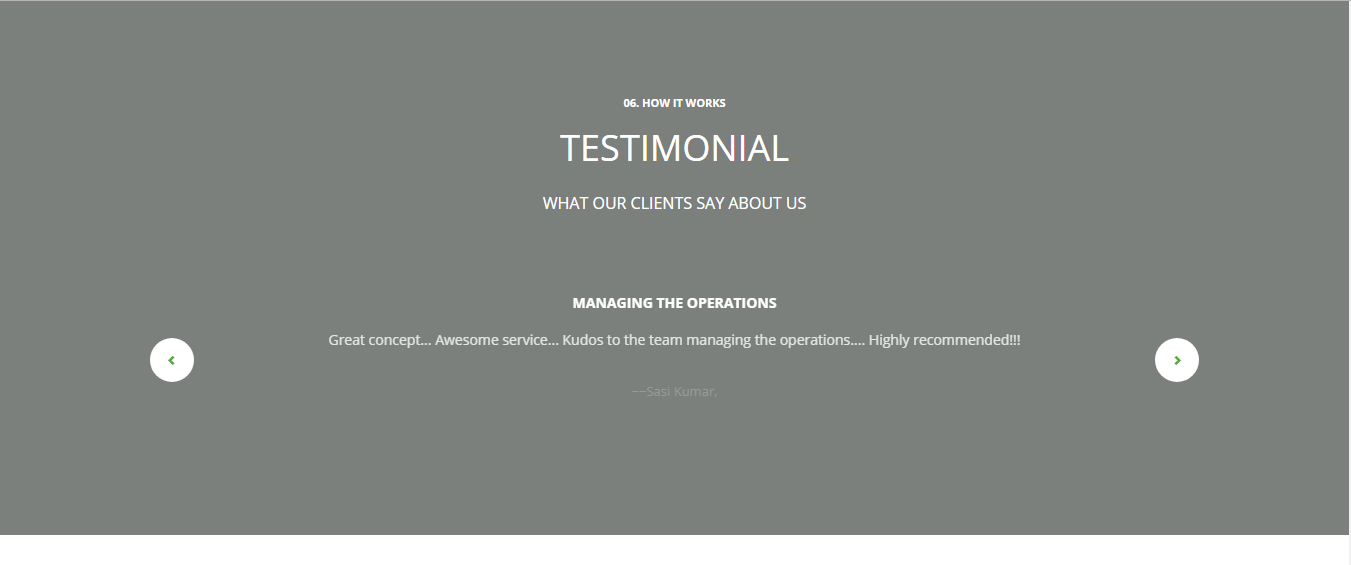 06. HOW IT WORKS
TESTIMONIAL
WHAT OUR CLIENTS SAY ABOUT US
MANAGING THE OPERATIONS
Great concept... Awesome service... Kudos to the team managing the operations.... Highly recommended!!!
~~Sasi Kumar,